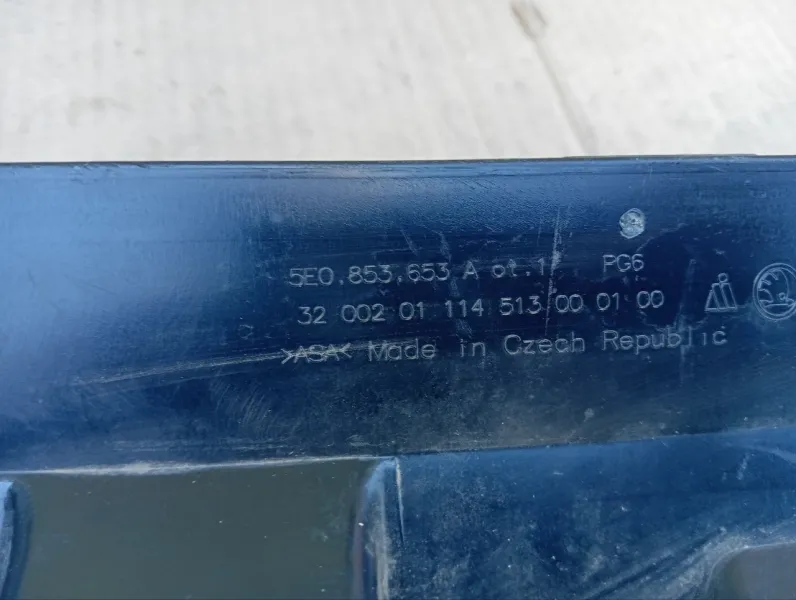 5E0.853.653 A ot.1 PG6
32 002 01 114 513 00 01 00
>ASA< Made in Czech Republic